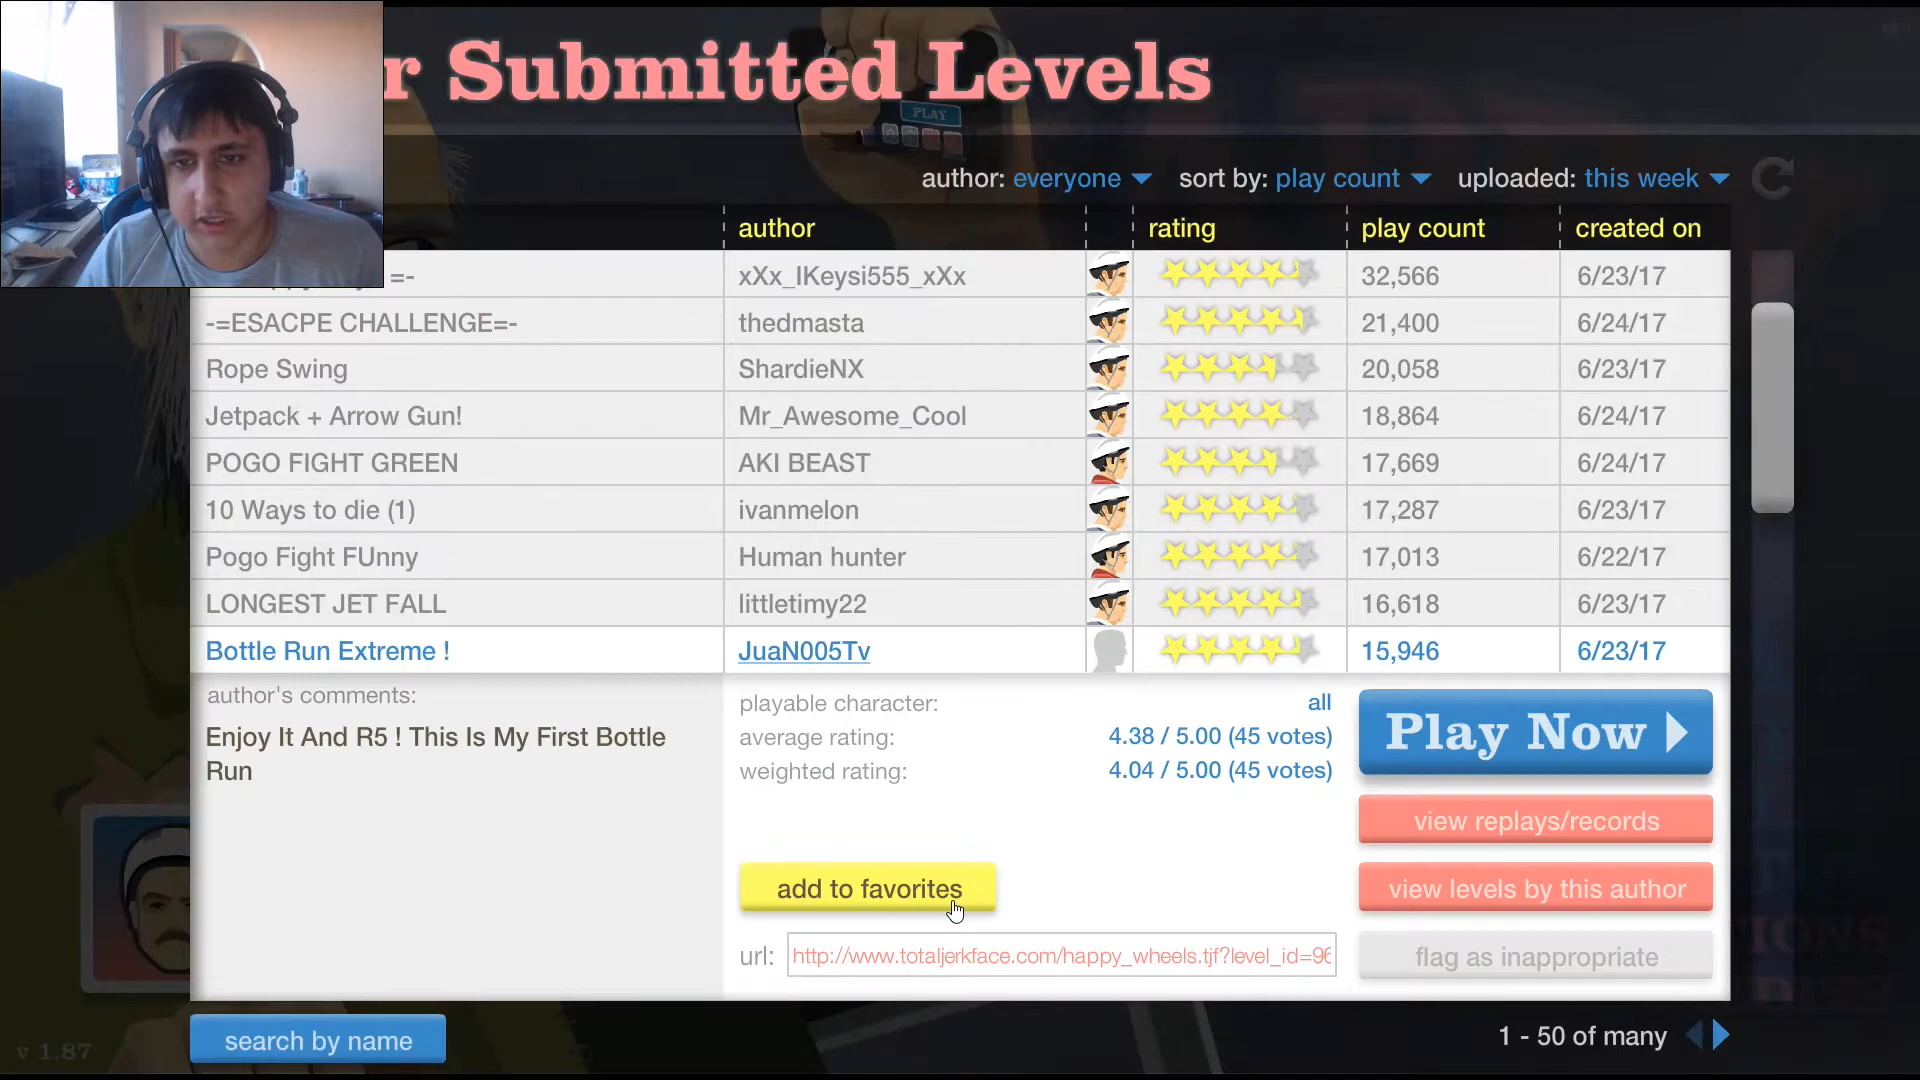 r Submitted Levels
PLAY
author: everyone sort by: play count uploaded: this week
author rating play count created on
=- xXx_IKeysi555_xXx 32,566 6/23/17
-=ESACPE CHALLENGE=- thedmasta 21,400 6/24/17
Rope Swing ShardieNX 20,058 6/23/17
Jetpack + Arrow Gun! Mr_Awesome_Cool 18,864 6/24/17
POGO FIGHT GREEN AKI BEAST 17,669 6/24/17
10 Ways to die (1) ivanmelon 17,287 6/23/17
Pogo Fight FUnny Human hunter 17,013 6/22/17
LONGEST JET FALL littletimy22 16,618 6/23/17
Bottle Run Extreme ! JuaN005Tv 15,946 6/23/17
author's comments:
Enjoy It And R5 ! This Is My First Bottle
Run
playable character: all
average rating: 4.38 / 5.00 (45 votes)
weighted rating: 4.04 / 5.00 (45 votes)
add to favorites
url: http://www.totaljerkface.com/happy_wheels.tjf?level_id=96
Play Now
view replays/records
view levels by this author
flag as inappropriate
search by name
1 - 50 of many
v 1.87